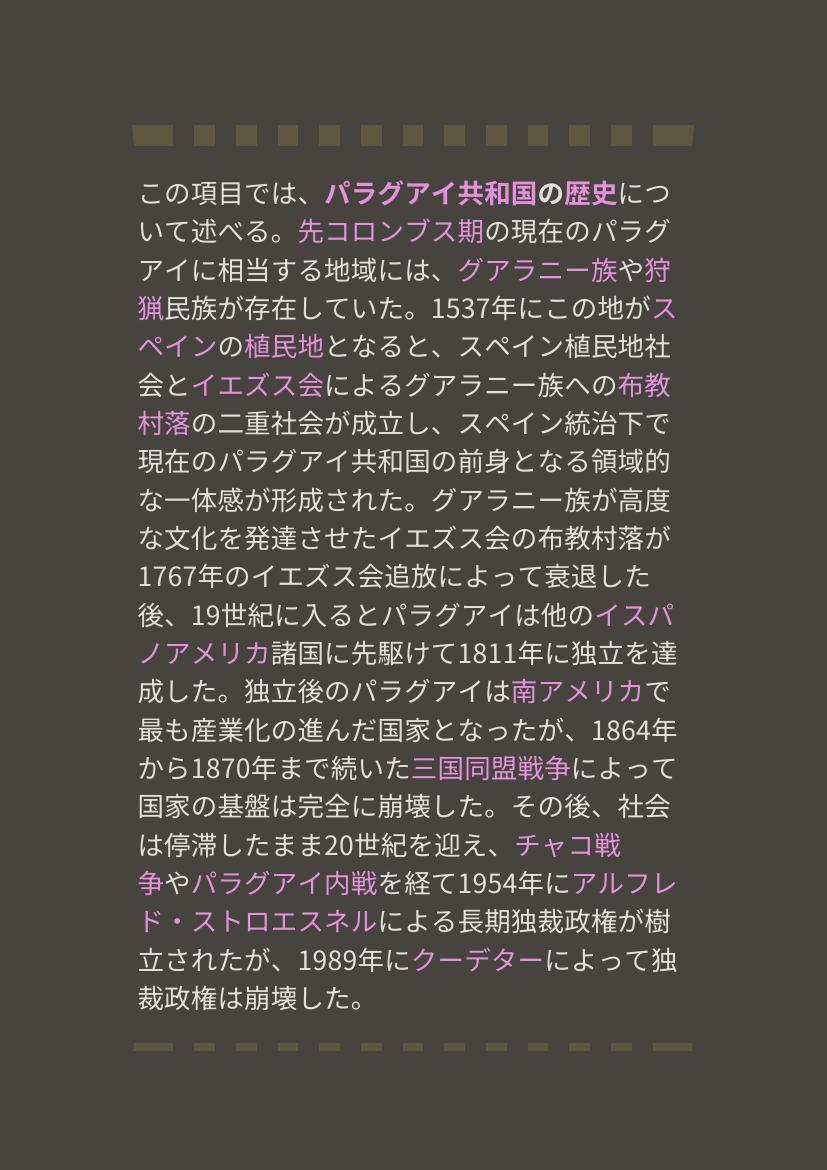 この項目では、パラグアイ共和国の歴史につ
いて述べる。先コロンブス期の現在のパラグ
アイに相当する地域には、グアラニー族や狩
猟民族が存在していた。1537年にこの地がス
ペインの植民地となると、スペイン植民地社
会とイエズス会によるグアラニー族への布教
村落の二重社会が成立し、スペイン統治下で
現在のパラグアイ共和国の前身となる領域的
な一体感が形成された。グアラニー族が高度
な文化を発達させたイエズス会の布教村落が
1767年のイエズス会追放によって衰退した
後、19世紀に入るとパラグアイは他のイスパ
ノアメリカ諸国に先駆けて1811年に独立を達
成した。独立後のパラグアイは南アメリカで
最も産業化の進んだ国家となったが、1864年
から1870年まで続いた三国同盟戦争によって
国家の基盤は完全に崩壊した。その後、社会
は停滞したまま20世紀を迎え、チャコ戦
争やパラグアイ内戦を経て1954年にアルフレ
ド・ストロエスネルによる長期独裁政権が樹
立されたが、1989年にクーデターによって独
裁政権は崩壊した。